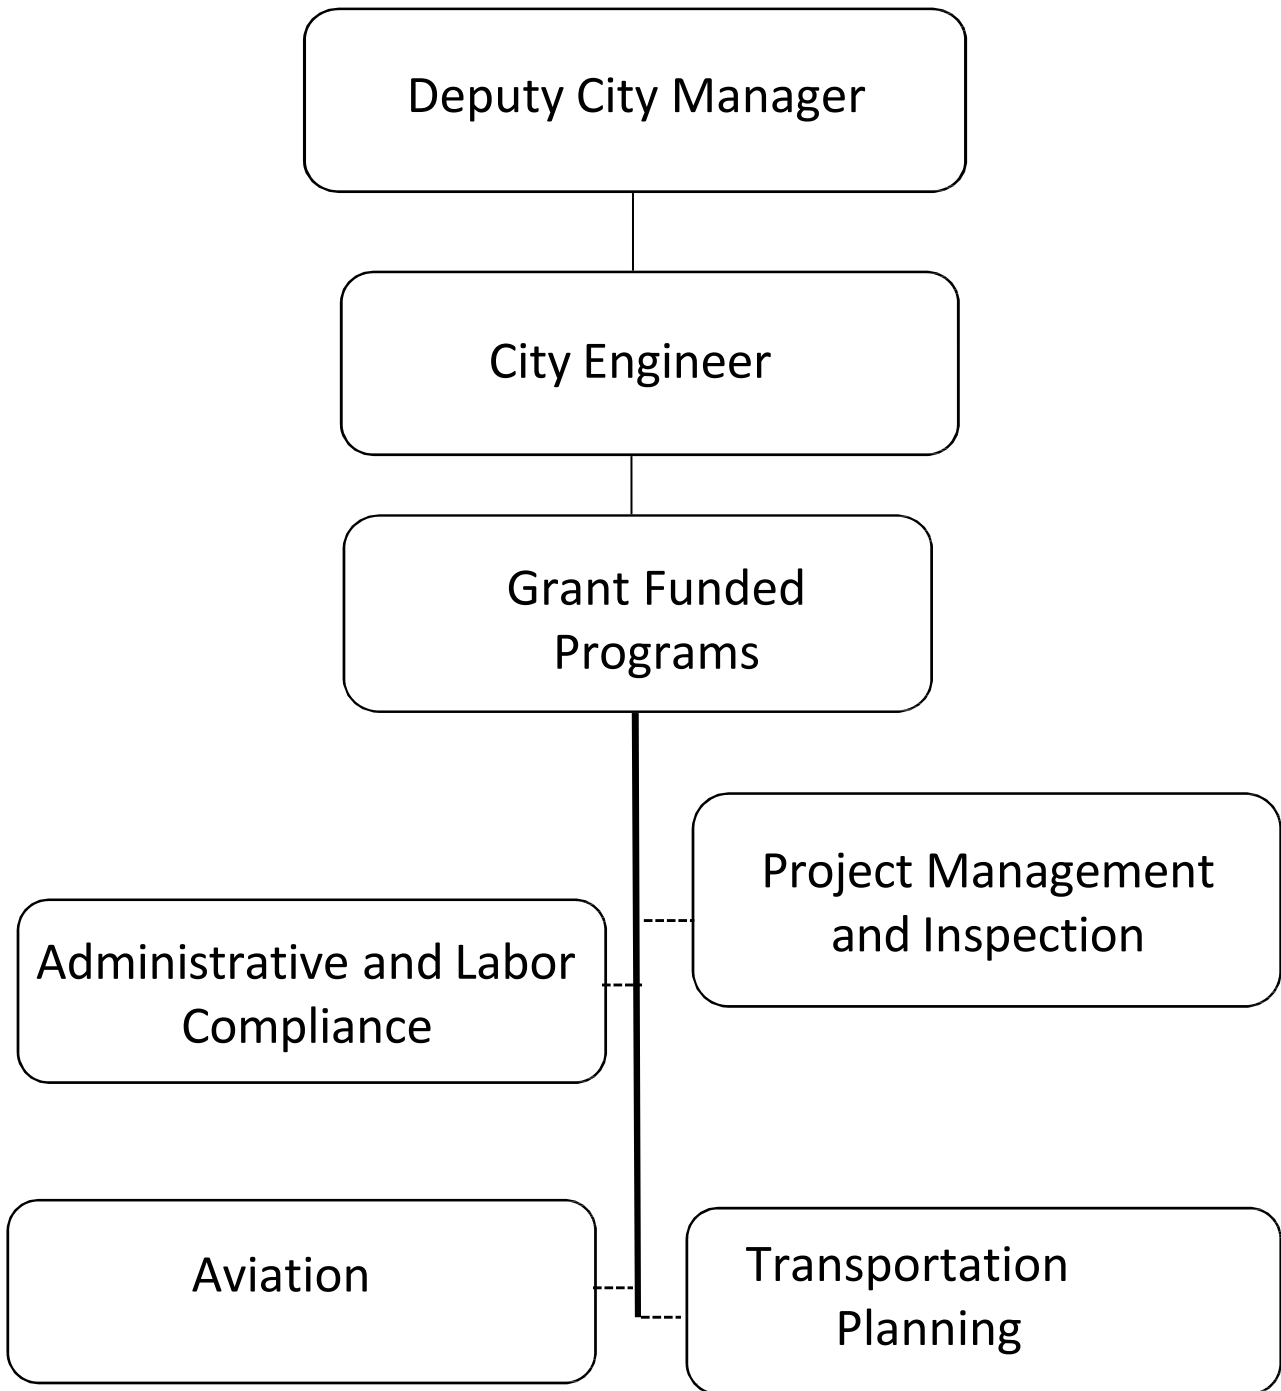 Deputy City Manager
City Engineer
Grant Funded
Programs
Project Management
and Inspection
Administrative and Labor
Compliance
Aviation
Transportation
Planning